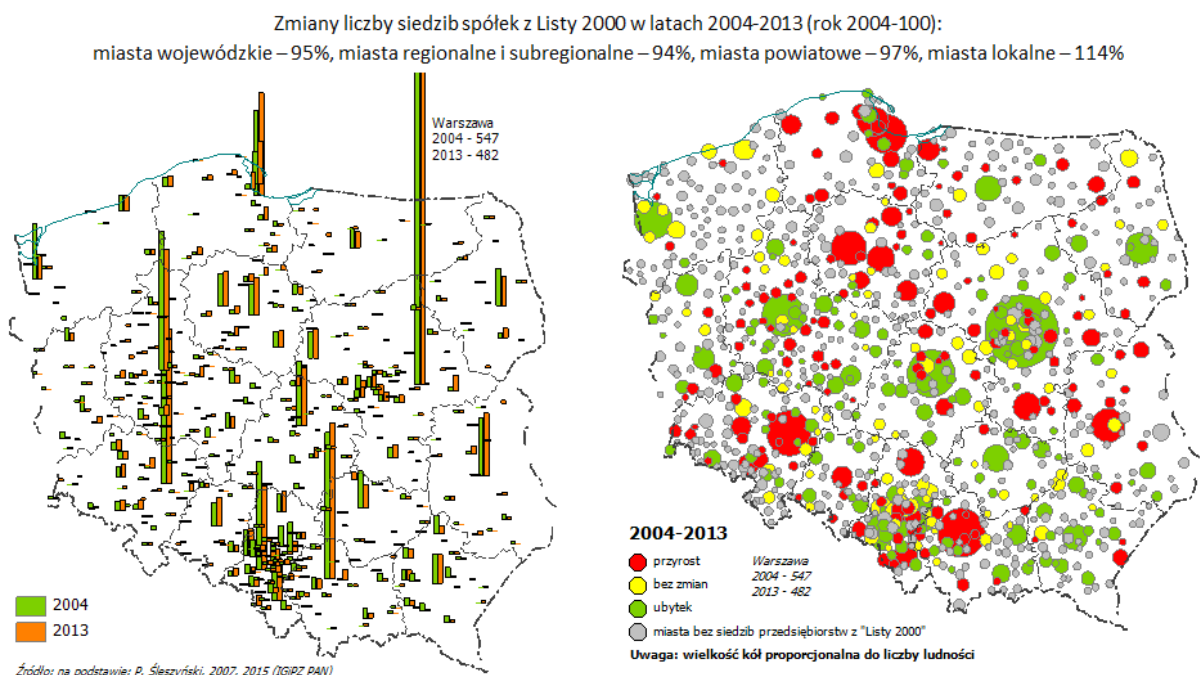 Zmiany liczby siedzib spółek z Listy 2000 w latach 2004-2013 (rok 2004-100):
miasta wojewódzkie – 95%, miasta regionalne i subregionalne – 94%, miasta powiatowe – 97%, miasta lokalne – 114%
Warszawa
2004 - 547
2013 - 482
2004
2013
Źródło: na podstawie: P. Śleszyński, 2007, 2015 (IGiPZ PAN)
2004-2013
przyrost
bez zmian
ubytek
miasta bez siedzib przedsiębiorstw z "Listy 2000"
Warszawa
2004 - 547
2013 - 482
Uwaga: wielkość kół proporcjonalna do liczby ludności